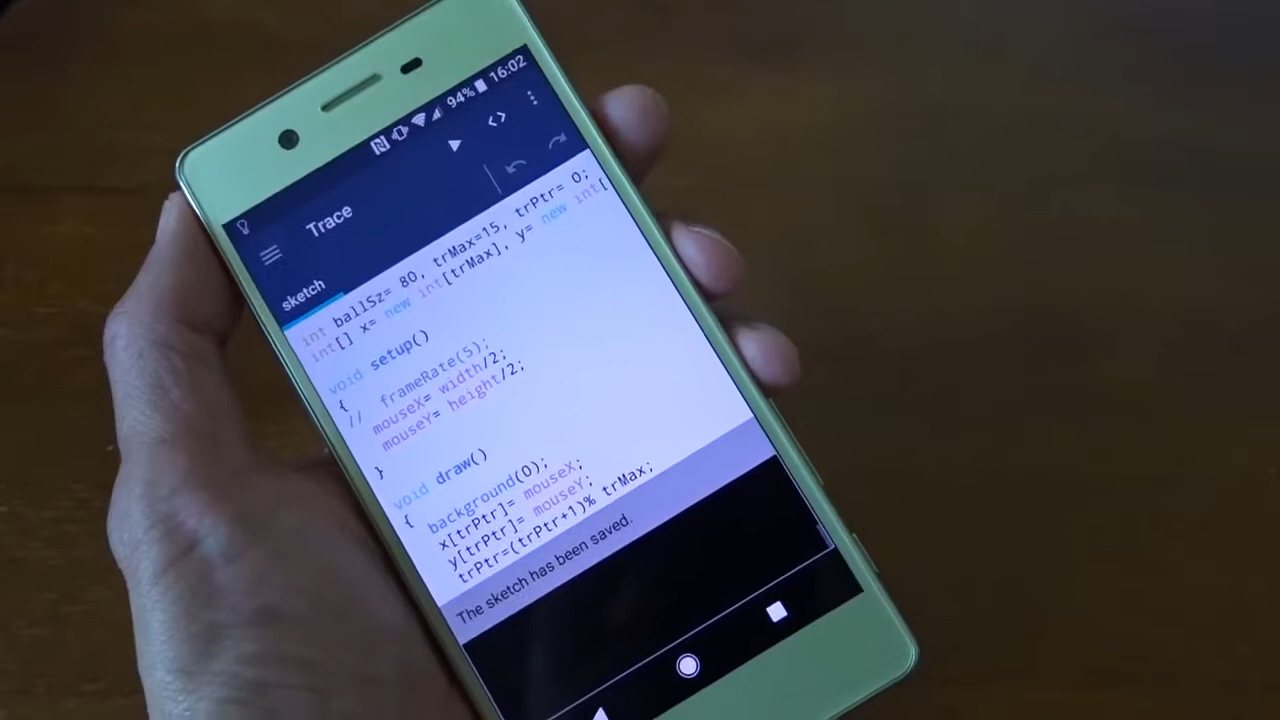 94% 16:02
Trace
sketch
int ballSz= 80, trMax=15, trPtr= 0;
int[] x= new int[trMax], y= new int[
void setup()
{
// frameRate(5);
mouseX= width/2;
mouseY= height/2;
}
void draw()
{ background(0);
x[trPtr]= mouseX;
y[trPtr]= mouseY;
trPtr=(trPtr+1)% trMax;
The sketch has been saved.